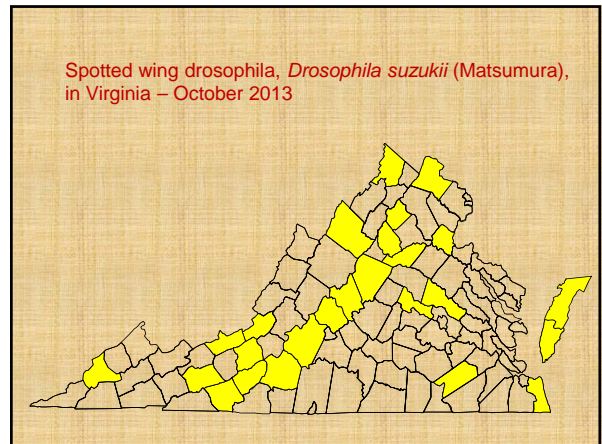 Spotted wing drosophila, Drosophila suzukii (Matsumura),
in Virginia – October 2013